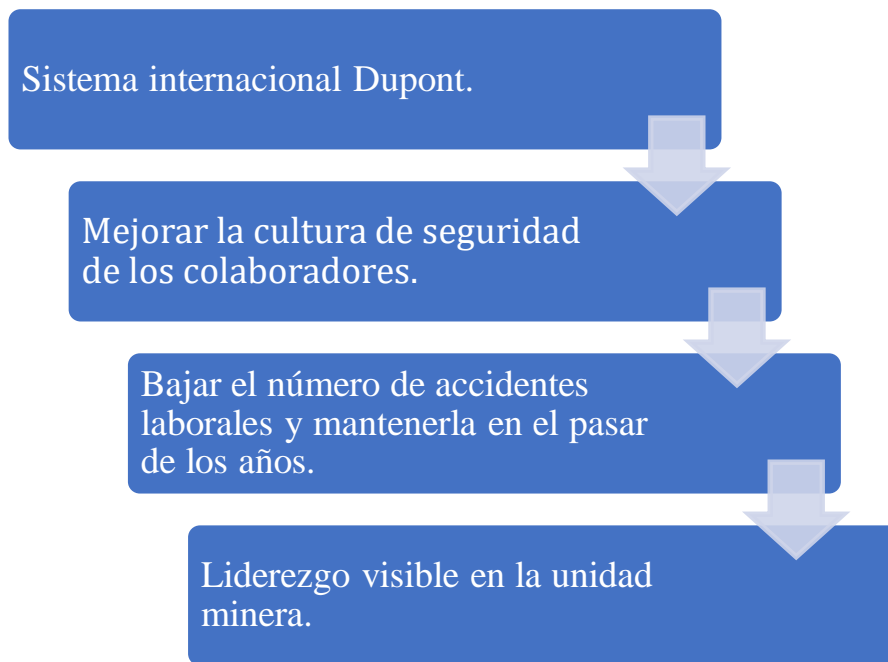 Sistema internacional Dupont.
Mejorar la cultura de seguridad
de los colaboradores.
Bajar el número de accidentes
laborales y mantenerla en el pasar
de los años.
Liderezgo visible en la unidad
minera.